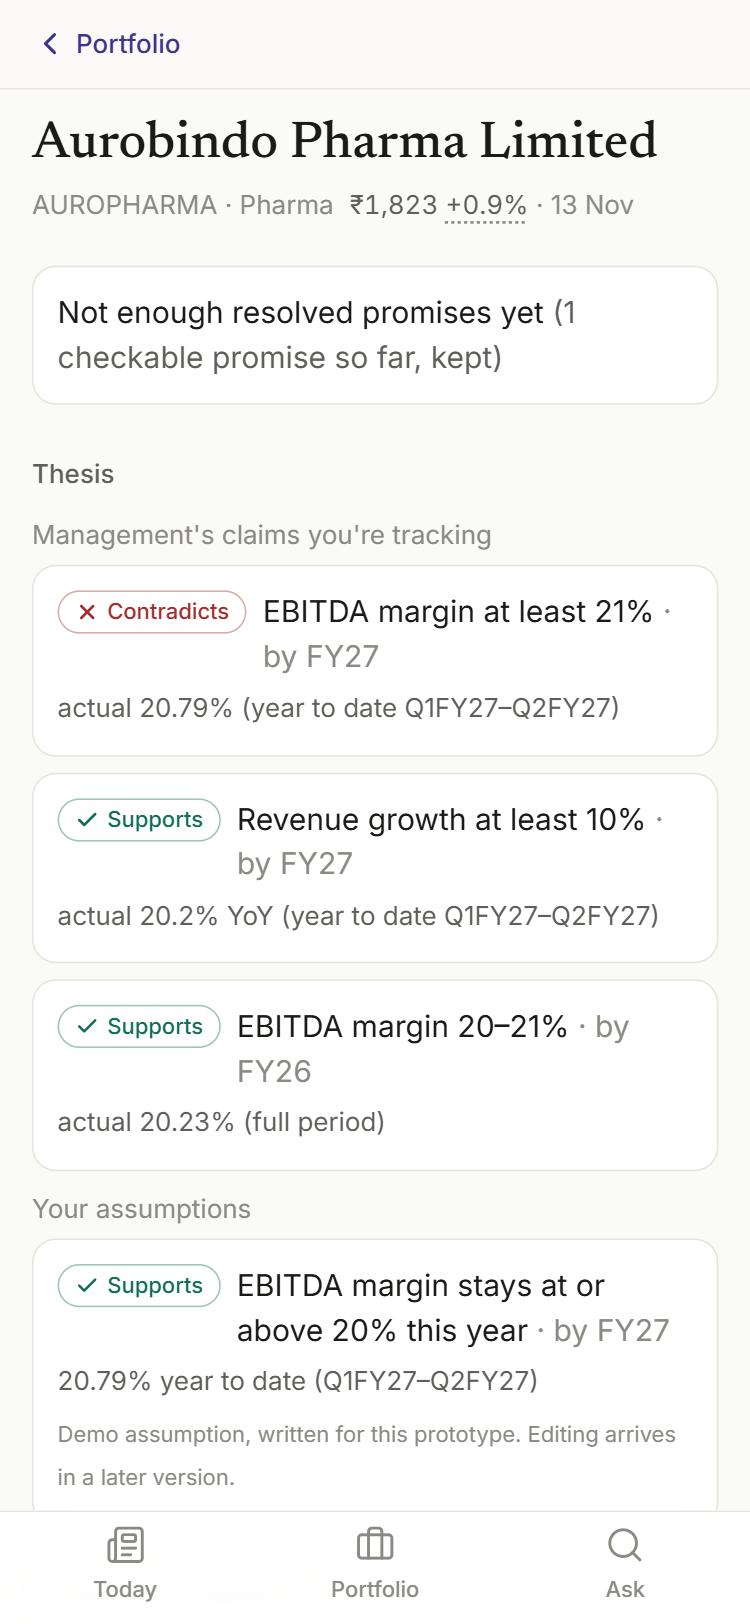 Portfolio
Aurobindo Pharma Limited
AUROPHARMA · Pharma ₹1,823 +0.9% · 13 Nov
Not enough resolved promises yet (1
checkable promise so far, kept)
Thesis
Management's claims you're tracking
Contradicts EBITDA margin at least 21% ·
by FY27
actual 20.79% (year to date Q1FY27–Q2FY27)
Supports Revenue growth at least 10% ·
by FY27
actual 20.2% YoY (year to date Q1FY27–Q2FY27)
Supports EBITDA margin 20–21% · by
FY26
actual 20.23% (full period)
Your assumptions
Supports EBITDA margin stays at or
above 20% this year · by FY27
20.79% year to date (Q1FY27–Q2FY27)
Demo assumption, written for this prototype. Editing arrives
in a later version.
Today Portfolio Ask